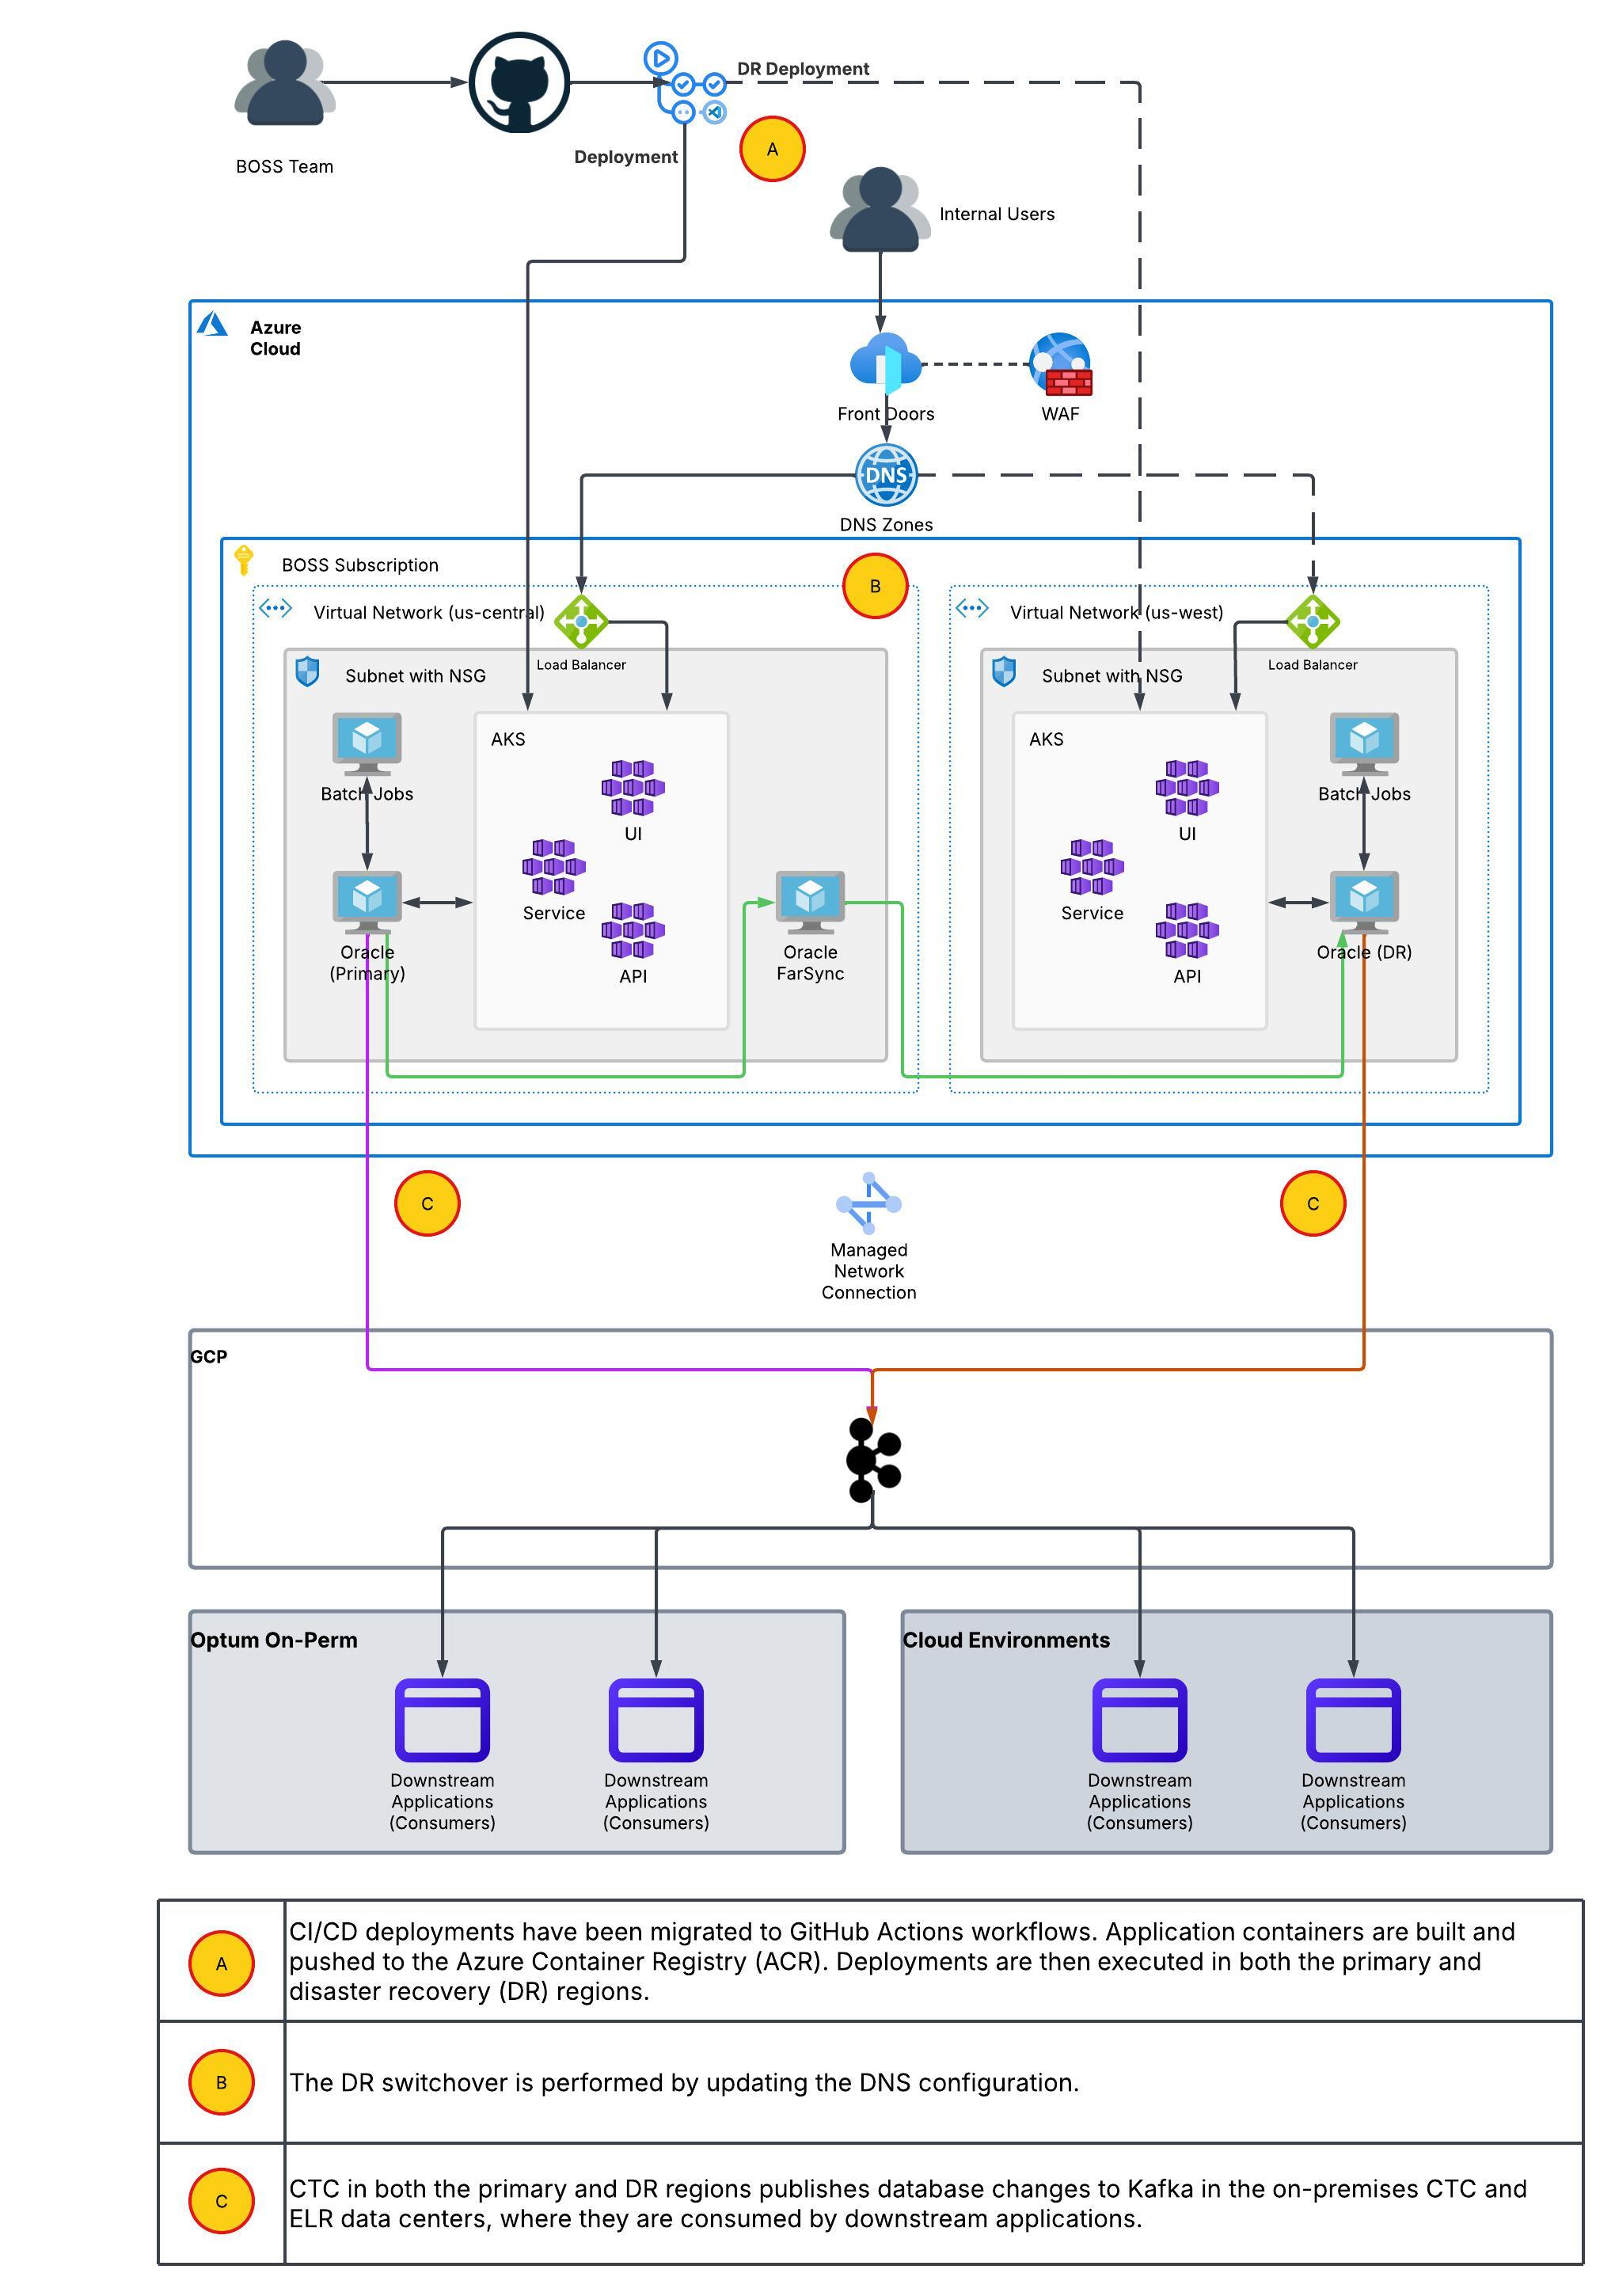 DR Deployment
A
Deployment
BOSS Team
Internal Users
Azure
Cloud
Front Doors
WAF
DNS
DNS Zones
BOSS Subscription
B
Virtual Network (us-central)
Virtual Network (us-west)
Load Balancer
Load Balancer
Subnet with NSG
Subnet with NSG
AKS
AKS
Batch Jobs
Batch Jobs
UI
UI
Service
Service
Oracle
(Primary)
API
Oracle
FarSync
API
Oracle (DR)
C
C
Managed
Network
Connection
GCP
Optum On-Perm
Cloud Environments
Downstream
Applications
(Consumers)
Downstream
Applications
(Consumers)
Downstream
Applications
(Consumers)
Downstream
Applications
(Consumers)
A
CI/CD deployments have been migrated to GitHub Actions workflows. Application containers are built and
pushed to the Azure Container Registry (ACR). Deployments are then executed in both the primary and
disaster recovery (DR) regions.
B
The DR switchover is performed by updating the DNS configuration.
C
CTC in both the primary and DR regions publishes database changes to Kafka in the on-premises CTC and
ELR data centers, where they are consumed by downstream applications.